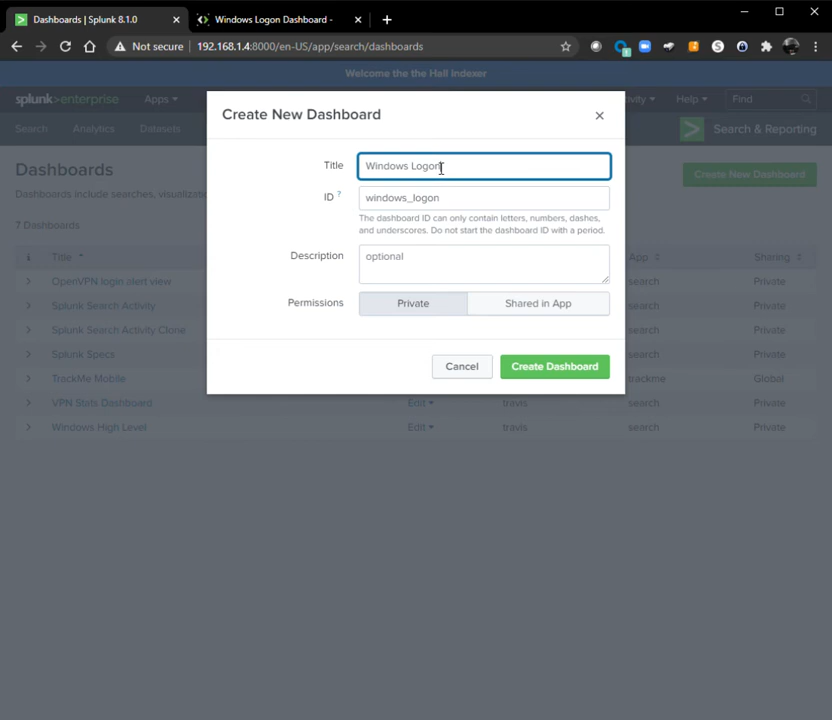 Dashboards | Splunk 8.1.0
Windows Logon Dashboard -
Not secure
192.168.1.4:8000/en-US/app/search/dashboards
Welcome the the Hall Indexer
splunk>enterprise Apps
Help Find
Search Analytics Datasets
Search & Reporting
Create New Dashboard
Title Windows Logon
ID ? windows_logon
The dashboard ID can only contain letters, numbers, dashes,
and underscores. Do not start the dashboard ID with a period.
Description optional
Permissions Private Shared in App
Cancel Create Dashboard
Dashboards
Create New Dashboard
Dashboards include searches,
7 Dashboards
i Title App Sharing
OpenVPN login alert view search Private
Splunk Search Activity search Private
Splunk Search Activity Clone search Private
Splunk Specs search Private
TrackMe Mobile trackme Global
VPN Stats Dashboard Edit travis search Private
Windows High Level Edit travis search Private